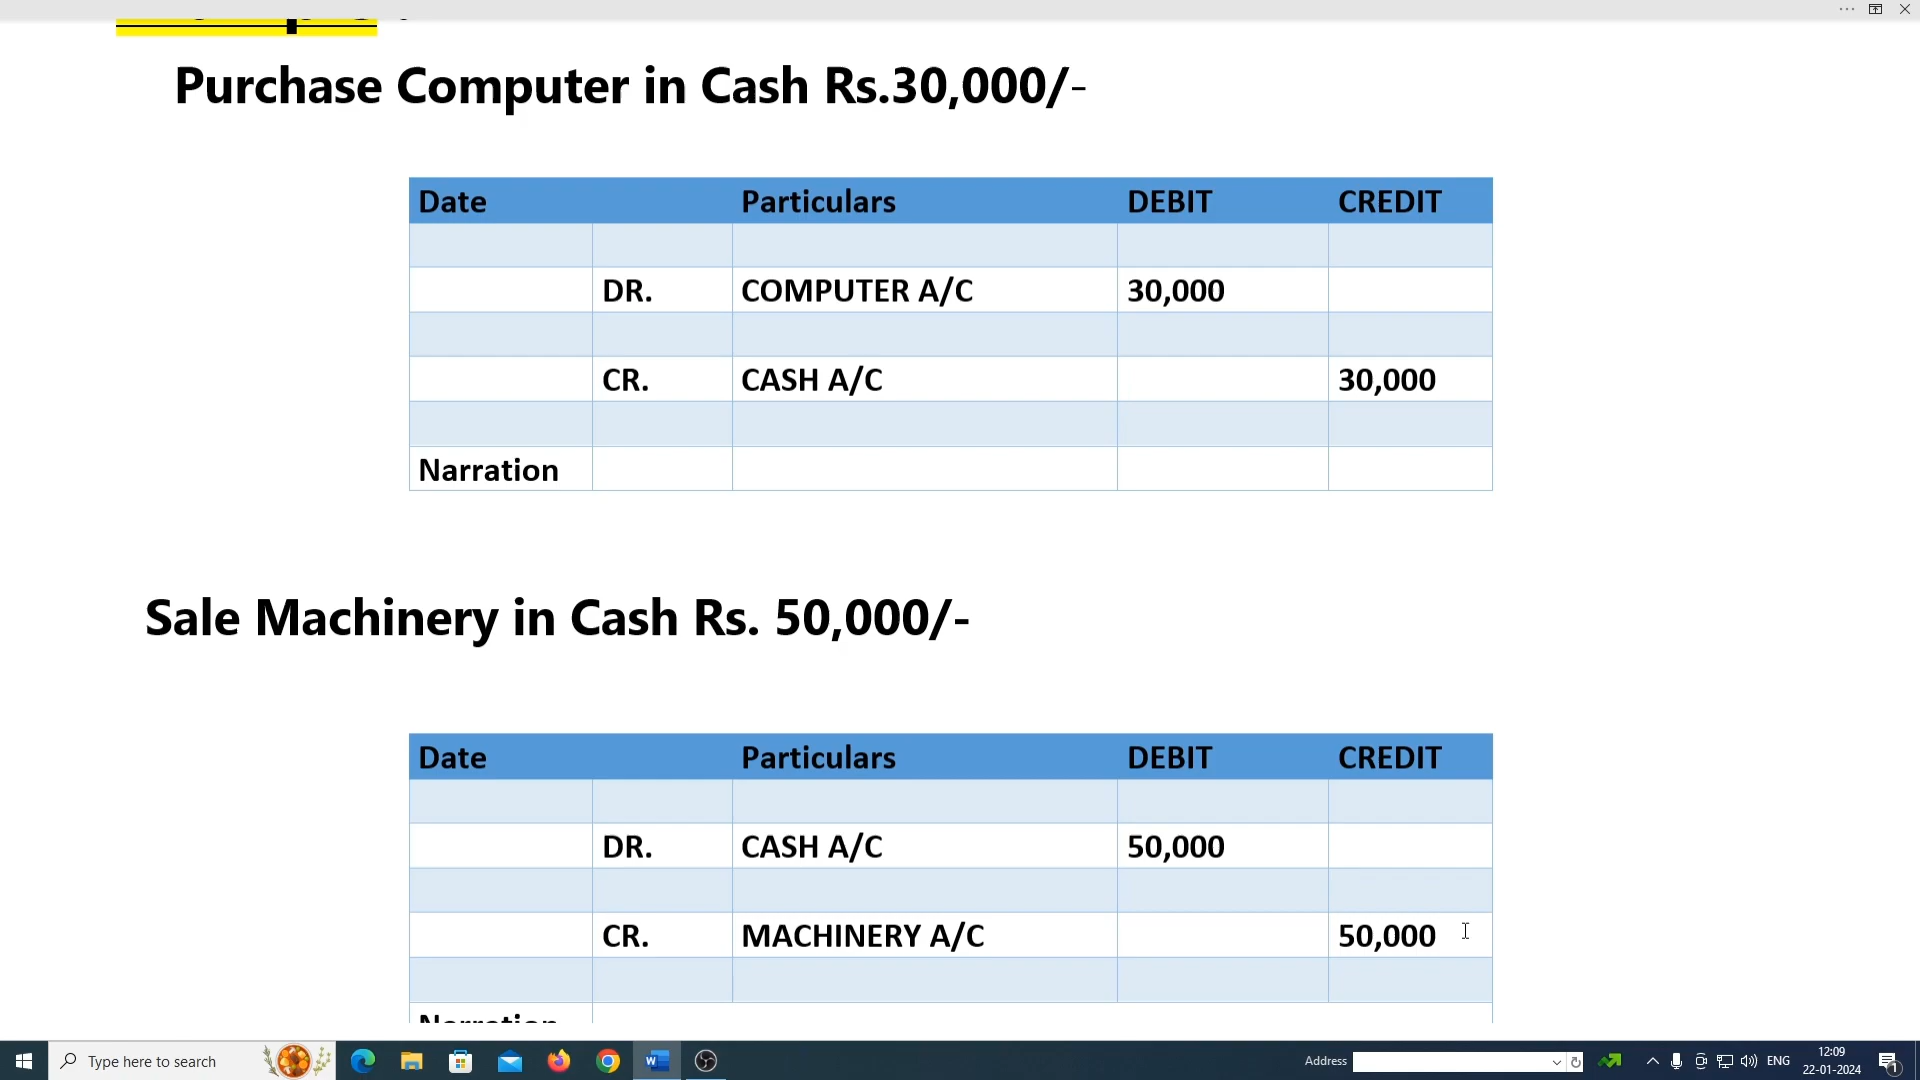 Purchase Computer in Cash Rs.30,000/-
Date Particulars DEBIT CREDIT
DR. COMPUTER A/C 30,000
CR. CASH A/C 30,000
Narration
Sale Machinery in Cash Rs. 50,000/-
Date Particulars DEBIT CREDIT
DR. CASH A/C 50,000
CR. MACHINERY A/C 50,000
Narration
Type here to search
Address
ENG
12:09
22-01-2024
1